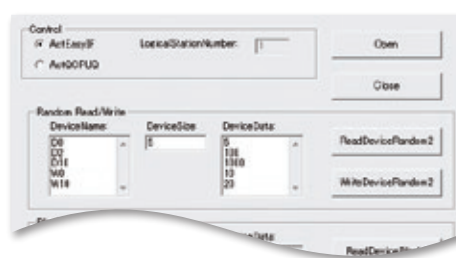 Control
ActEasyIF LogicalStationNumber: 1 Open
ActQCPUQ
Close
Random Read/Write
DeviceName: DeviceSize: DeviceData:
D0 5 5 ReadDeviceRandom2
D2 100
D10 1000
W0 10 WriteDeviceRandom2
W10 20